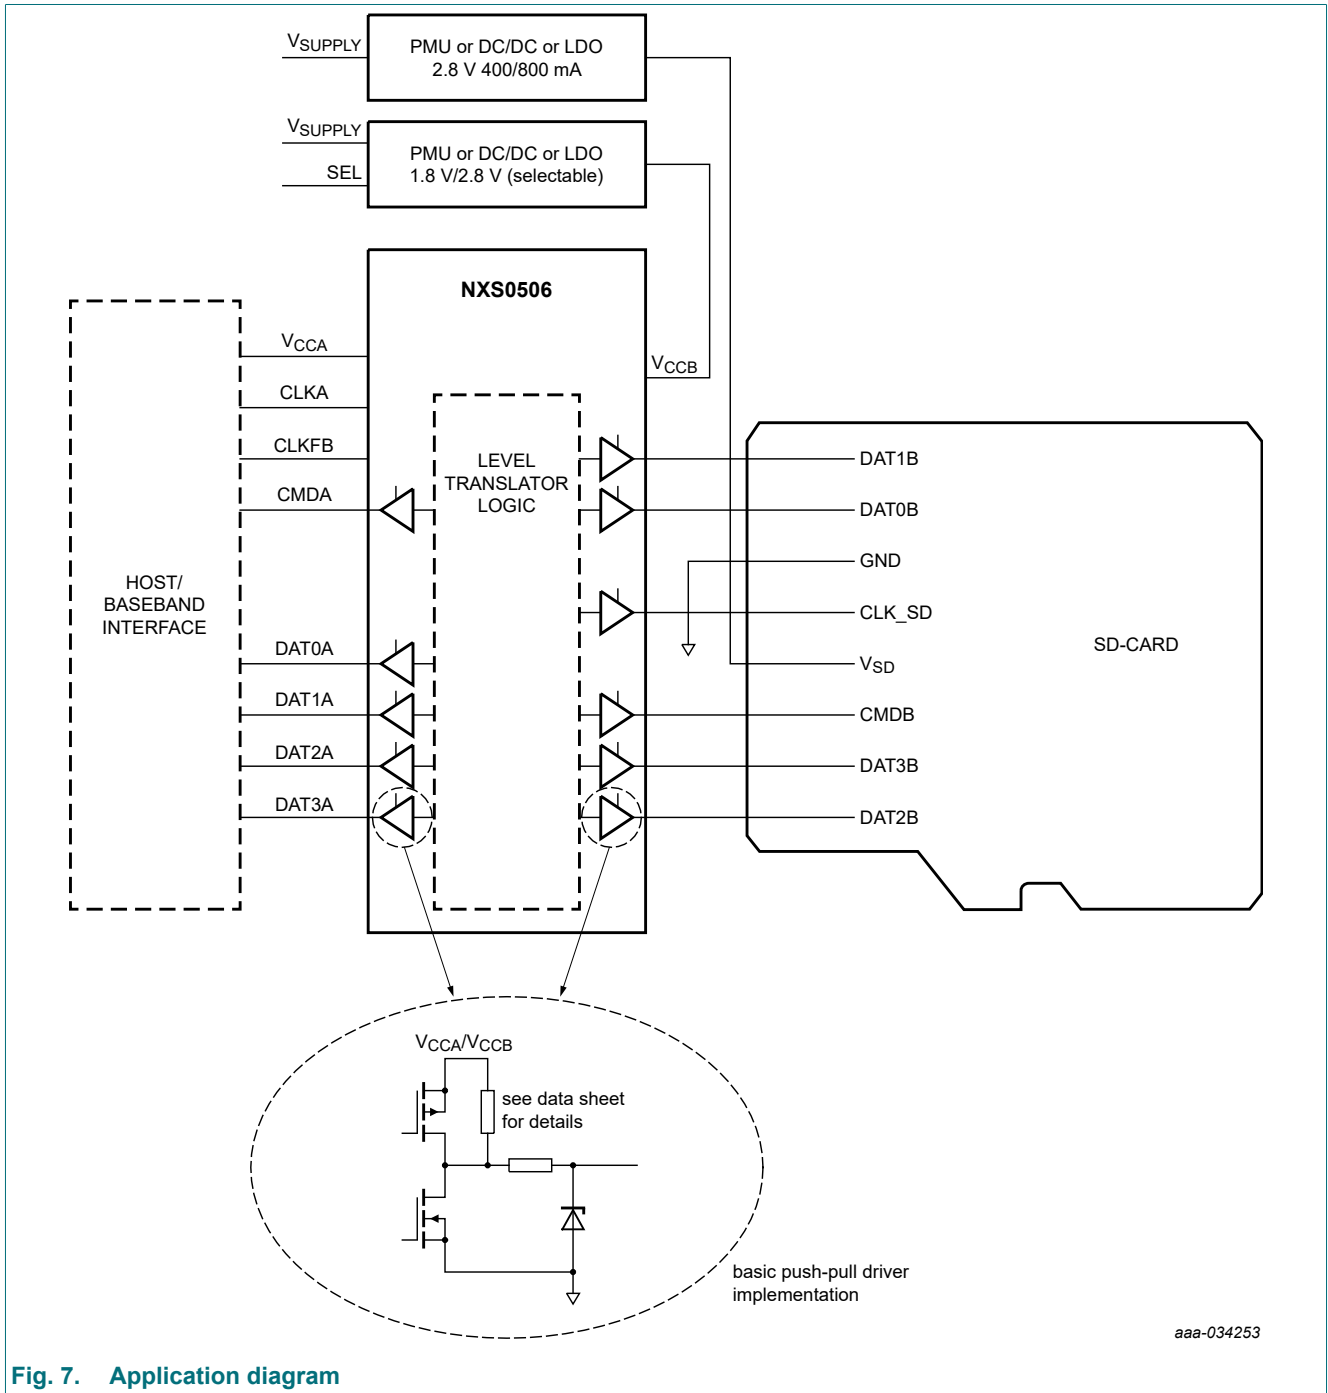 VSUPPLY
PMU or DC/DC or LDO
2.8 V 400/800 mA
VSUPPLY
SEL
PMU or DC/DC or LDO
1.8 V/2.8 V (selectable)
NXS0506
VCCA
CLKA
CLKFB
CMDA
HOST/
BASEBAND
INTERFACE
DAT0A
DAT1A
DAT2A
DAT3A
LEVEL
TRANSLATOR
LOGIC
VCCB
DAT1B
DAT0B
GND
CLK_SD
VSD
CMDB
DAT3B
DAT2B
SD-CARD
VCCA/VCCB
see data sheet
for details
basic push-pull driver
implementation
aaa-034253
Fig. 7. Application diagram